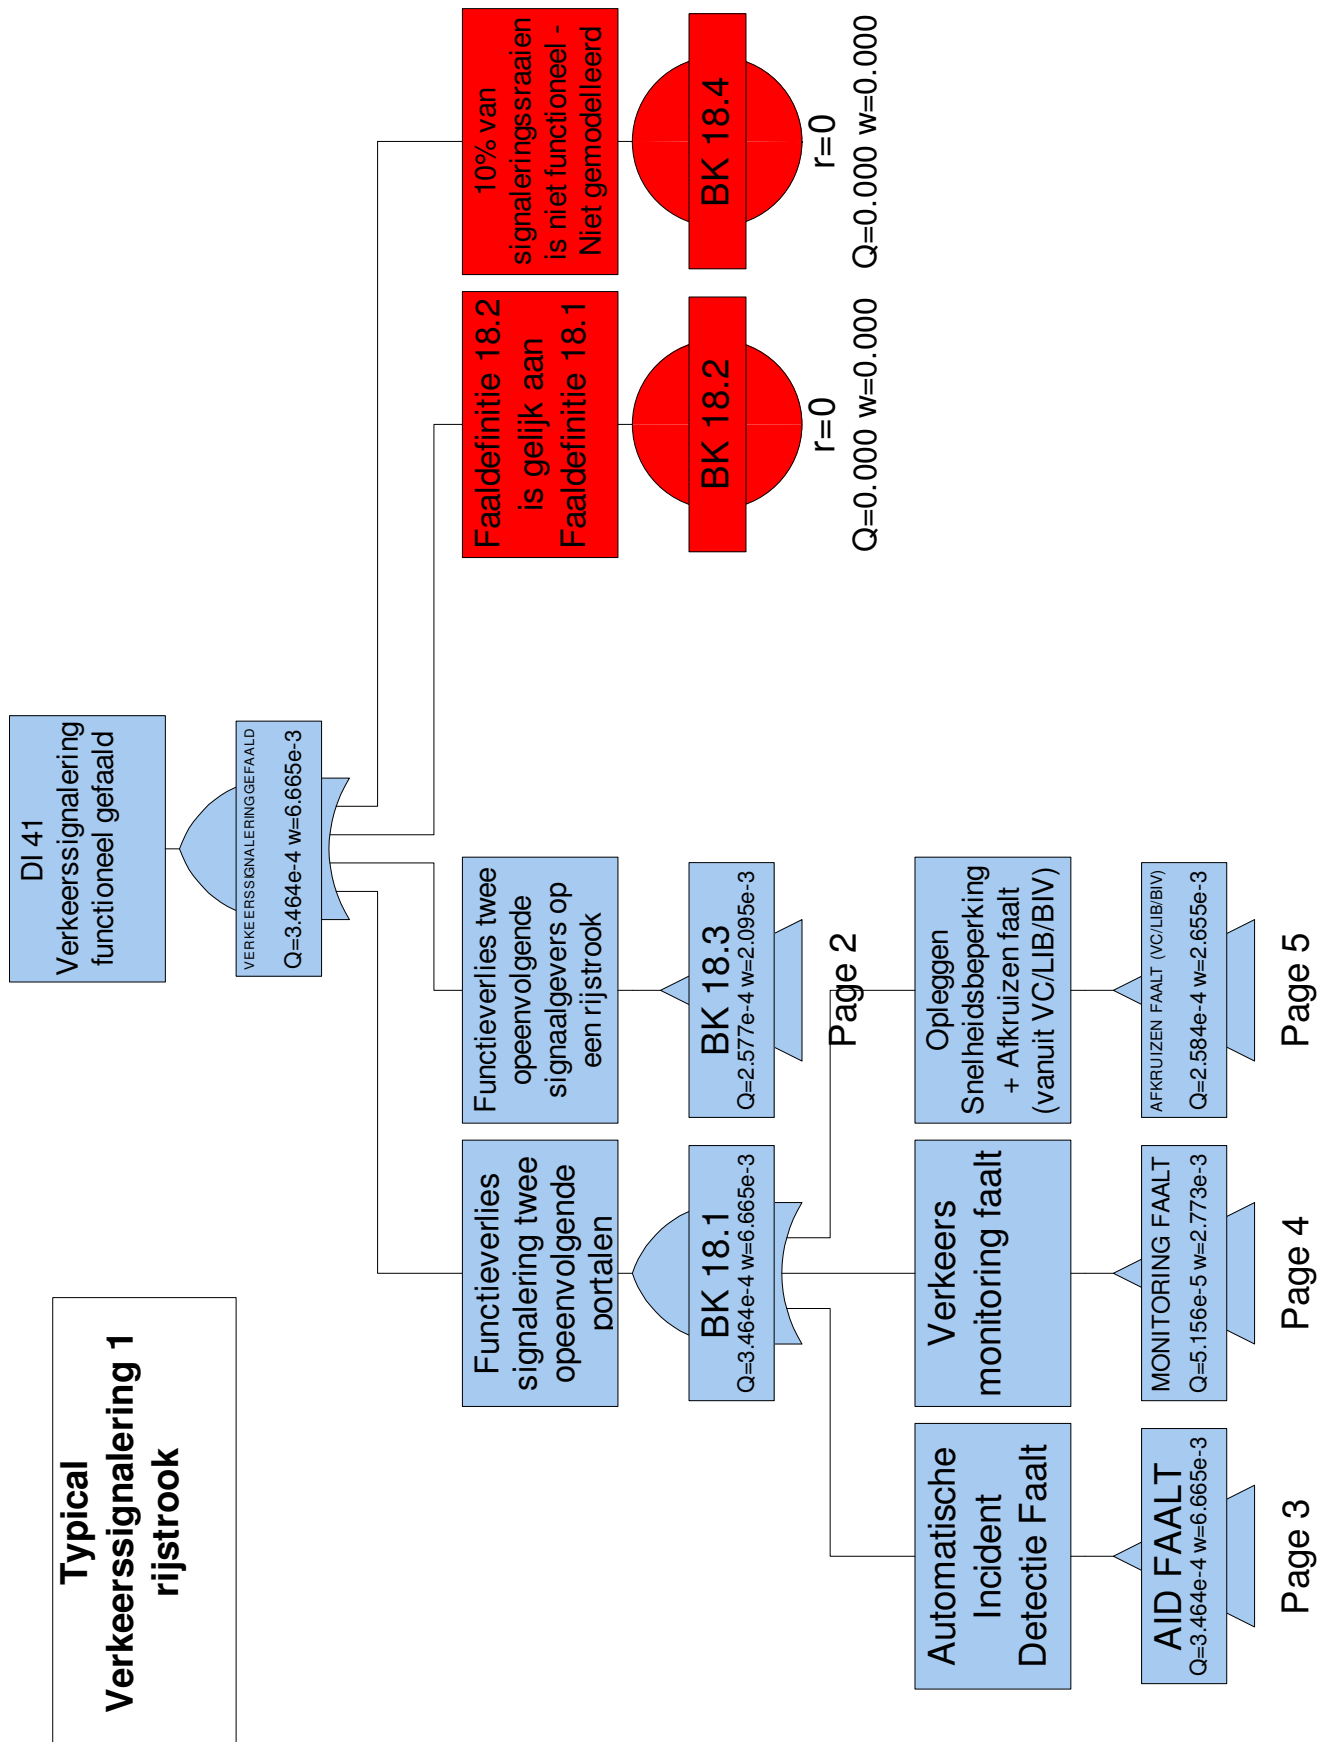 Typical
Verkeerssignalering 1
rijstrook
DI 41
Verkeerssignalering
functioneel gefaald
VERKEERSSIGNALERING GEFAALD
Q=3.464e-4 w=6.665e-3
Functieverlies
signalering twee
opeenvolgende
portalen
BK 18.1
Q=3.464e-4 w=6.665e-3
Functieverlies twee
opeenvolgende
signaalgevers op
een rijstrook
BK 18.3
Q=2.577e-4 w=2.095e-3
Page 2
Faaldefinitie 18.2
is gelijk aan
Faaldefinitie 18.1
BK 18.2
r=0
Q=0.000 w=0.000
10% van
signaleringssraaien
is niet functioneel -
Niet gemodelleerd
BK 18.4
r=0
Q=0.000 w=0.000
Automatische
Incident
Detectie Faalt
AID FAALT
Q=3.464e-4 w=6.665e-3
Page 3
Verkeers
monitoring faalt
MONITORING FAALT
Q=5.156e-5 w=2.773e-3
Page 4
Opleggen
Snelheidsbeperking
+ Afkruizen faalt
(vanuit VC/LIB/BIV)
AFKRUIZEN FAALT (VC/LIB/BIV)
Q=2.584e-4 w=2.655e-3
Page 5